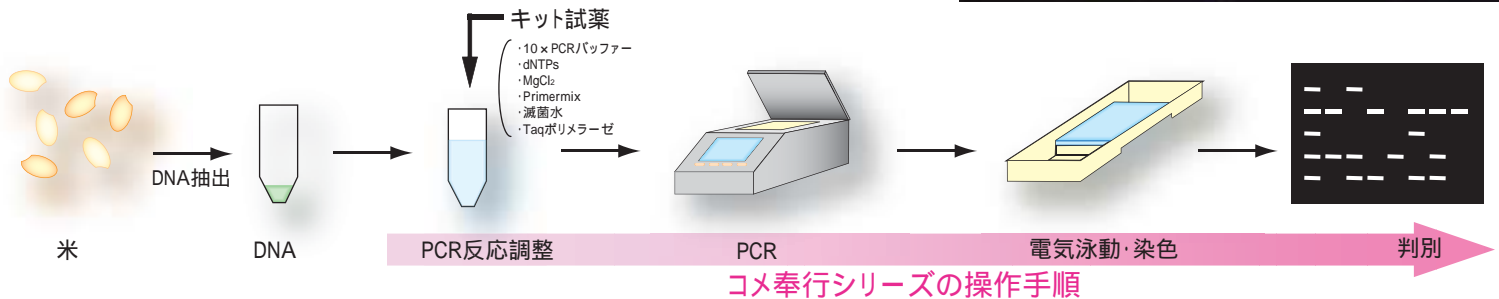 キット試薬
・10×PCRバッファー
・dNTPs
・MgCl₂
・Primermix
・滅菌水
・Taqポリメラーゼ
DNA抽出
米
DNA
PCR反応調整
PCR
電気泳動・染色
判別
コメ奉行シリーズの操作手順